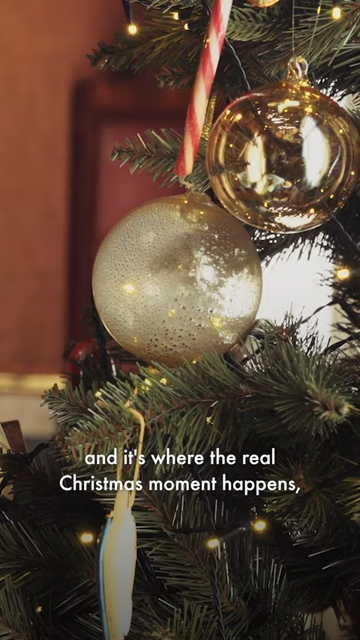 and it's where the real
Christmas moment happens,